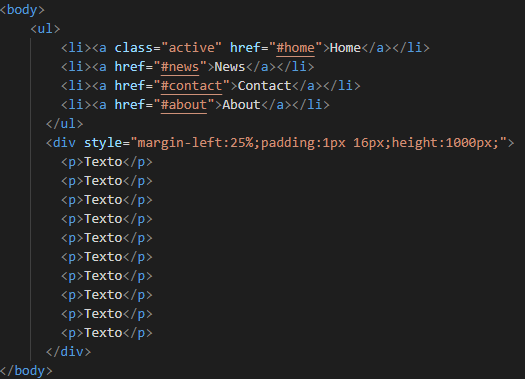 <body>
<ul>
<li><a class="active" href="#home">Home</a></li>
<li><a href="#news">News</a></li>
<li><a href="#contact">Contact</a></li>
<li><a href="#about">About</a></li>
</ul>
<div style="margin-left:25%;padding:1px 16px;height:1000px;">
<p>Texto</p>
<p>Texto</p>
<p>Texto</p>
<p>Texto</p>
<p>Texto</p>
<p>Texto</p>
<p>Texto</p>
<p>Texto</p>
<p>Texto</p>
<p>Texto</p>
</div>
</body>